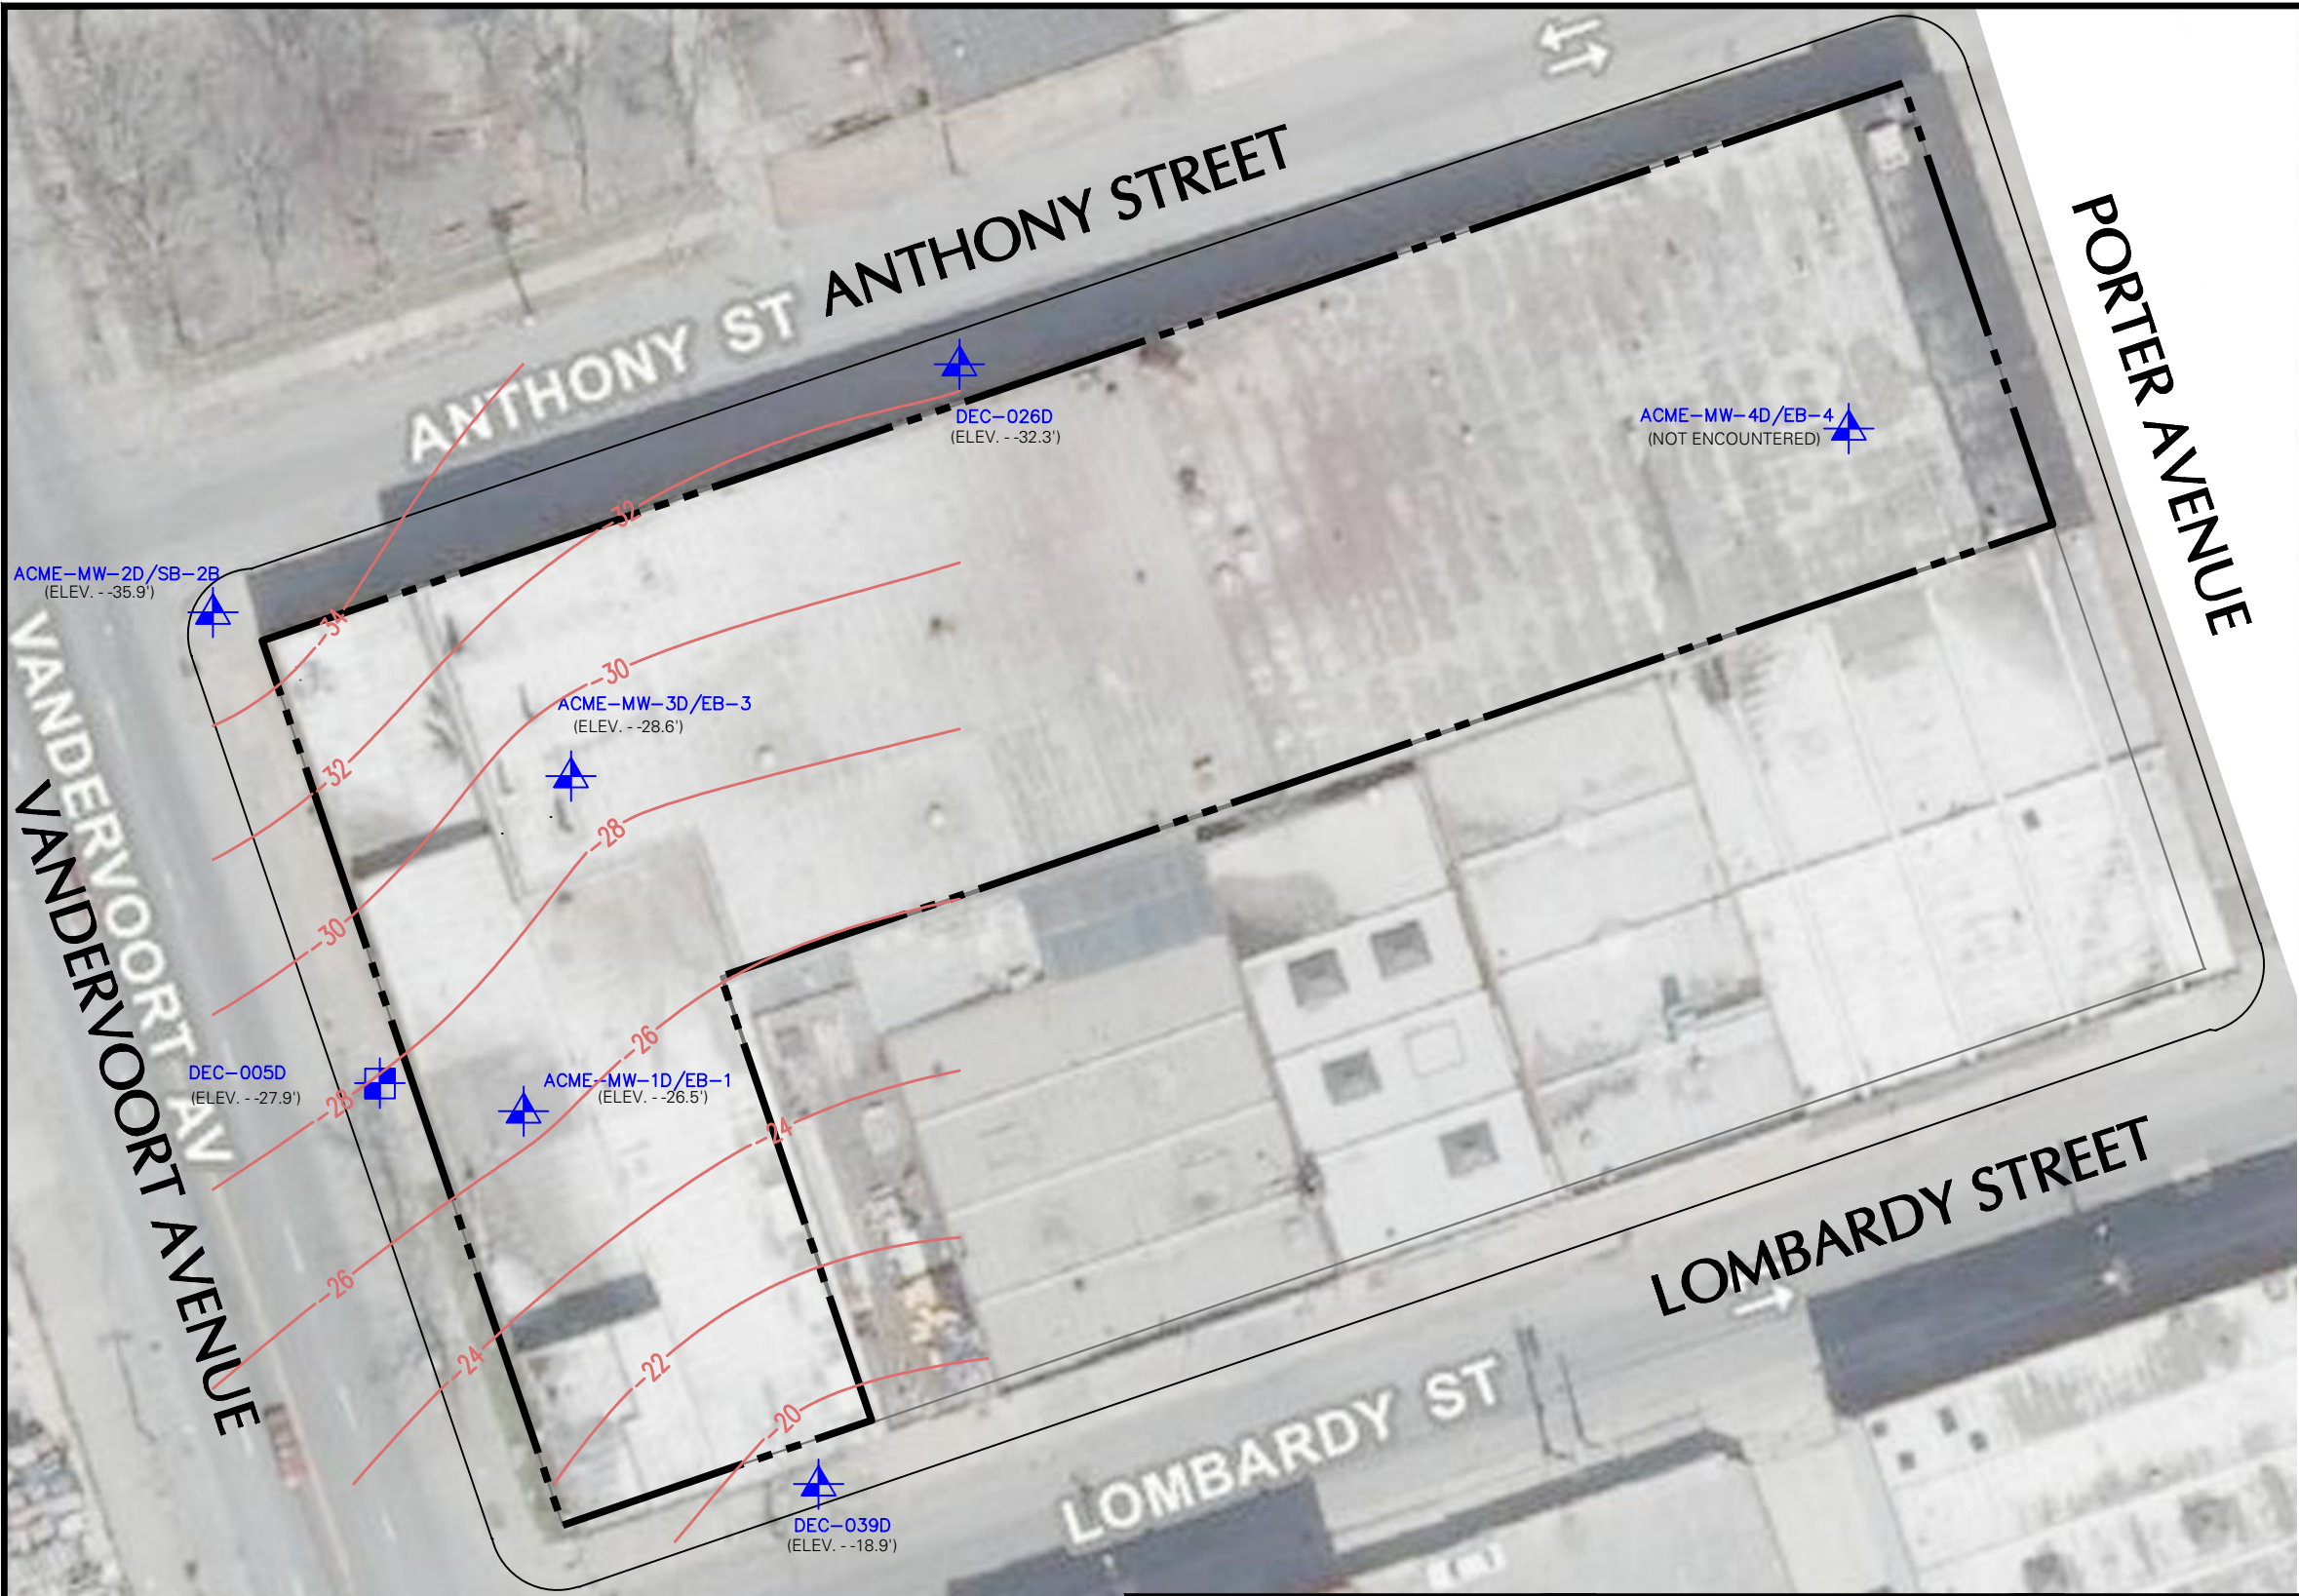 ANTHONY STREET
ANTHONY ST
PORTER AVENUE
DEC-026D
(ELEV. - -32.3')
ACME-MW-4D/EB-4
(NOT ENCOUNTERED)
ACME-MW-2D/SB-2B
(ELEV. - -35.9')
-32
-34
-30
ACME-MW-3D/EB-3
(ELEV. - -28.6')
-32
-28
-30
VANDERVOORT AV
VANDERVOORT AVENUE
-26
DEC-005D
(ELEV. - -27.9')
-28
ACME-MW-1D/EB-1
(ELEV. - -26.5')
-24
-26
-24
-22
-20
LOMBARDY STREET
LOMBARDY ST
DEC-039D
(ELEV. - -18.9')